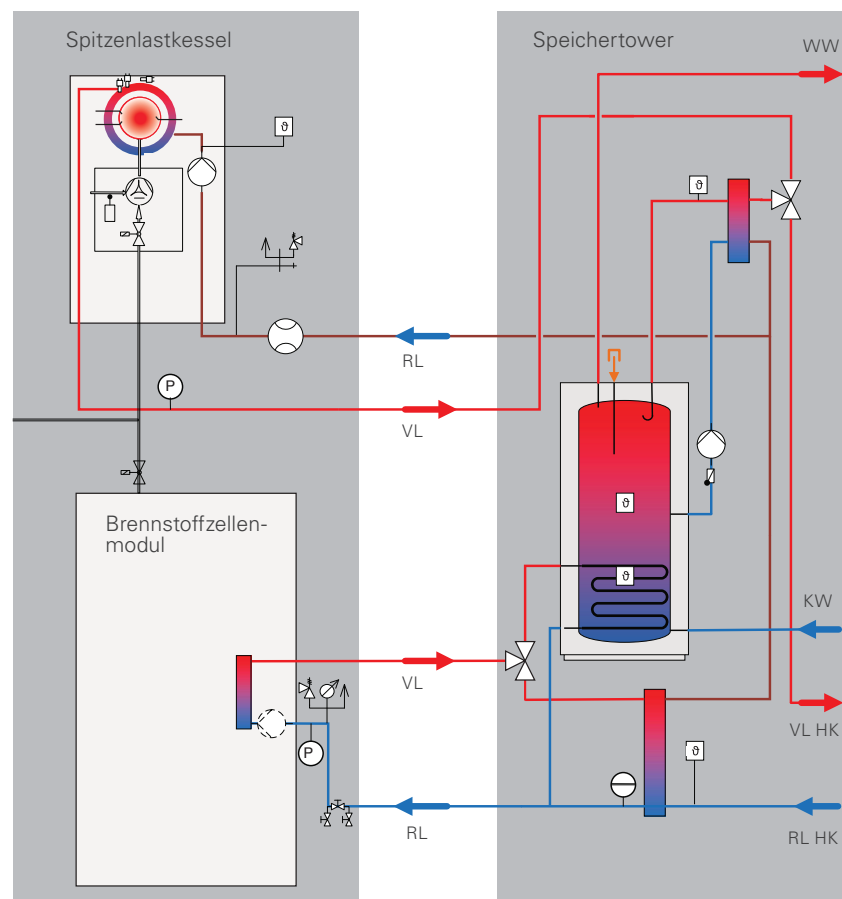 Spitzenlastkessel
Speichertower
WW
ϑ
ϑ
RL
P
VL
ϑ
Brennstoffzellen-
modul
ϑ
KW
VL
VL HK
P
ϑ
RL
RL HK